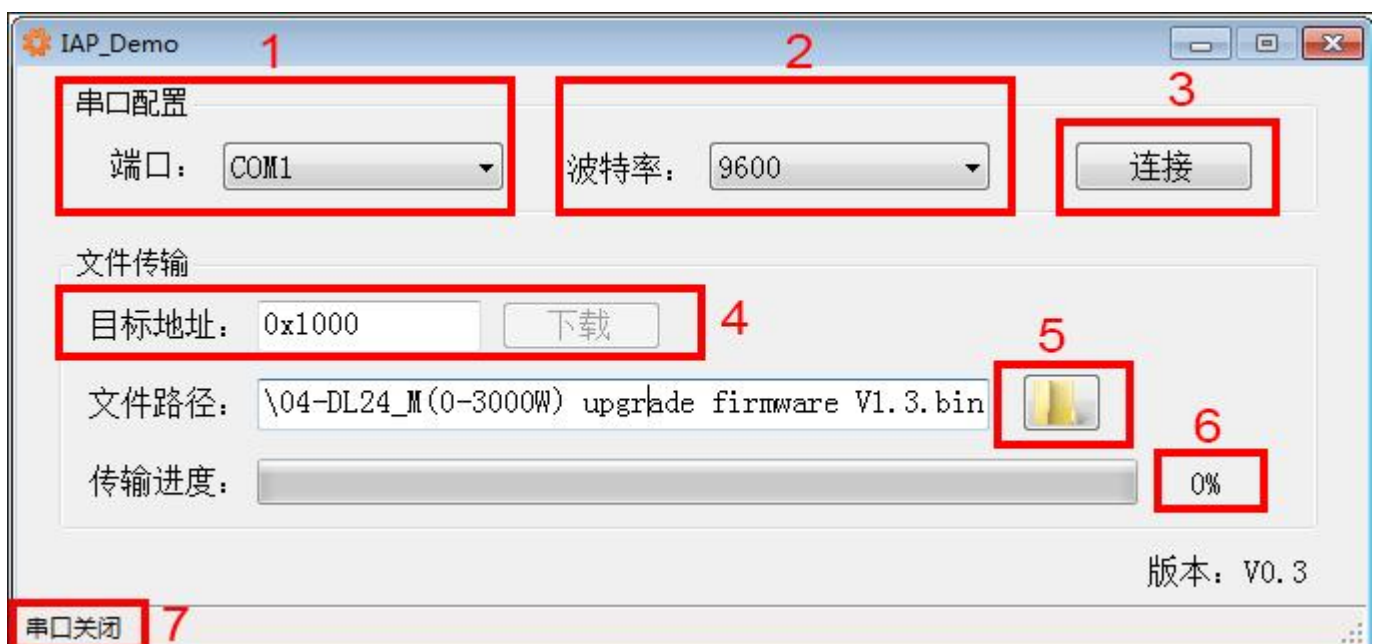 IAP_Demo
1
2
3
串口配置
端口： COM1
波特率： 9600
连接
文件传输
目标地址： 0x1000 下载
4
5
文件路径： \04-DL24_M(0-3000W) upgrade firmware V1.3.bin
6
传输进度： 0%
版本：V0.3
串口关闭
7